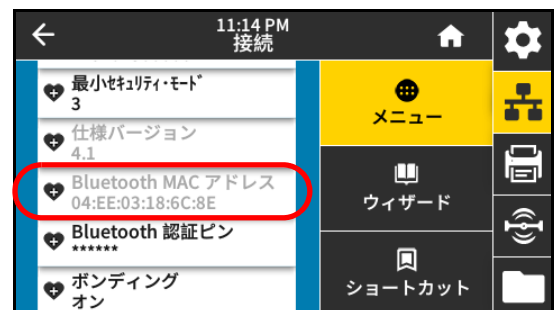 11:14 PM
接続
最小ｾｷｭﾘﾃｨ･ﾓｰﾄﾞ
3
仕様バージョン
4.1
Bluetooth MAC アドレス
04:EE:03:18:6C:8E
Bluetooth 認証ピン
******
ボンディング
オン
メニュー
ウィザード
ショートカット